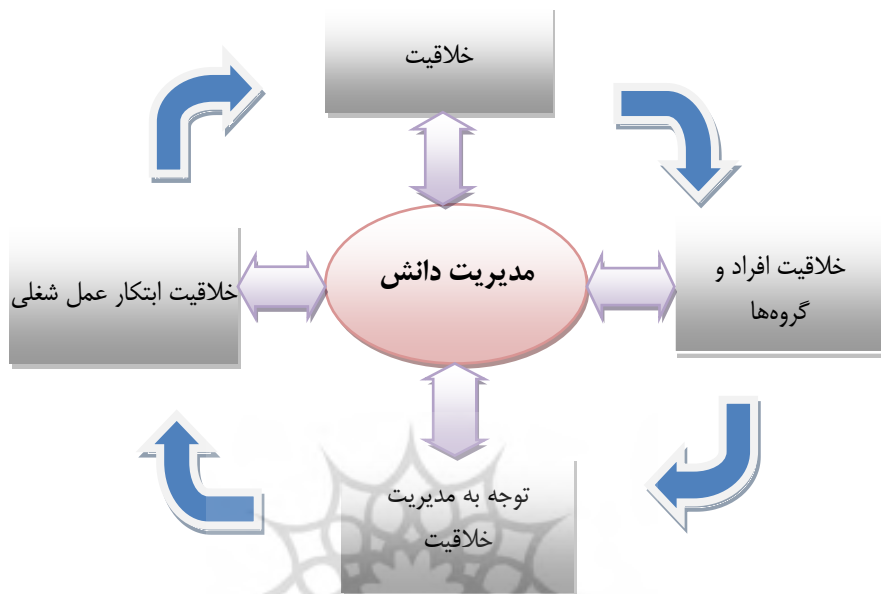 خلاقیت
خلاقیت افراد و
گروه‌ها
مدیریت دانش
خلاقیت ابتکار عمل شغلی
توجه به مدیریت
خلاقیت